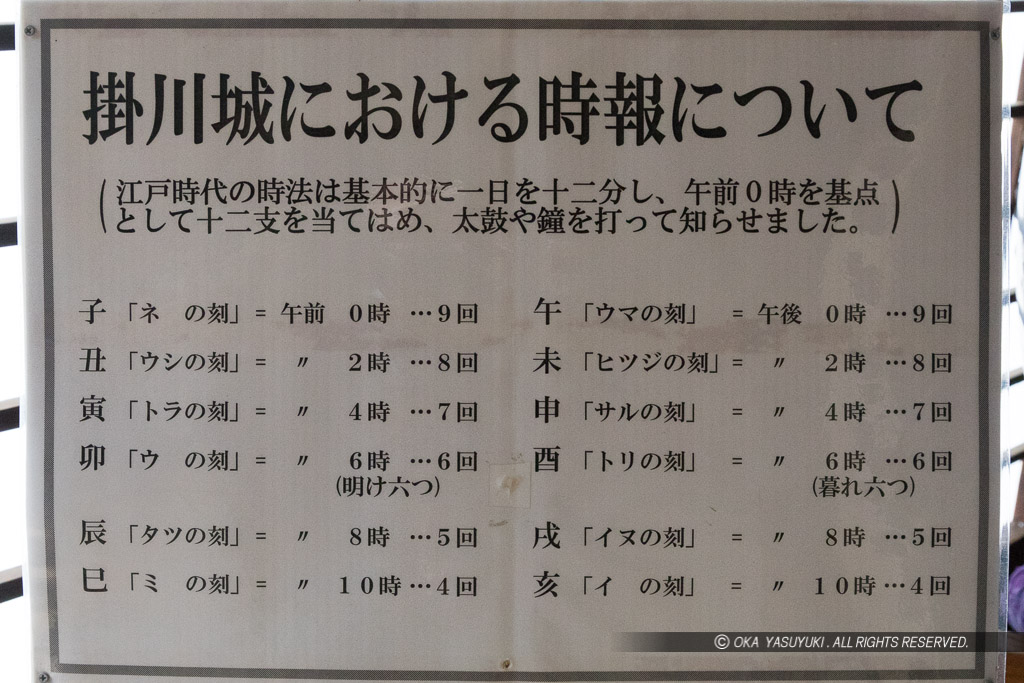 掛川城における時報について
(江戸時代の時法は基本的に一日を十二分し、午前0時を基点
として十二支を当てはめ、太鼓や鐘を打って知らせました。)
子「ネ の刻」= 午前 0時 …9回
丑「ウシの刻」= 〃 2時 …8回
寅「トラの刻」= 〃 4時 …7回
卯「ウ の刻」= 〃 6時 …6回
(明け六つ)
辰「タツの刻」= 〃 8時 …5回
巳「ミ の刻」= 〃 10時 …4回
午「ウマの刻」 = 午後 0時 …9回
未「ヒツジの刻」= 〃 2時 …8回
申「サルの刻」 = 〃 4時 …7回
酉「トリの刻」 = 〃 6時 …6回
(暮れ六つ)
戌「イヌの刻」 = 〃 8時 …5回
亥「イ の刻」 = 〃 10時 …4回
© OKA YASUYUKI . ALL RIGHTS RESERVED.